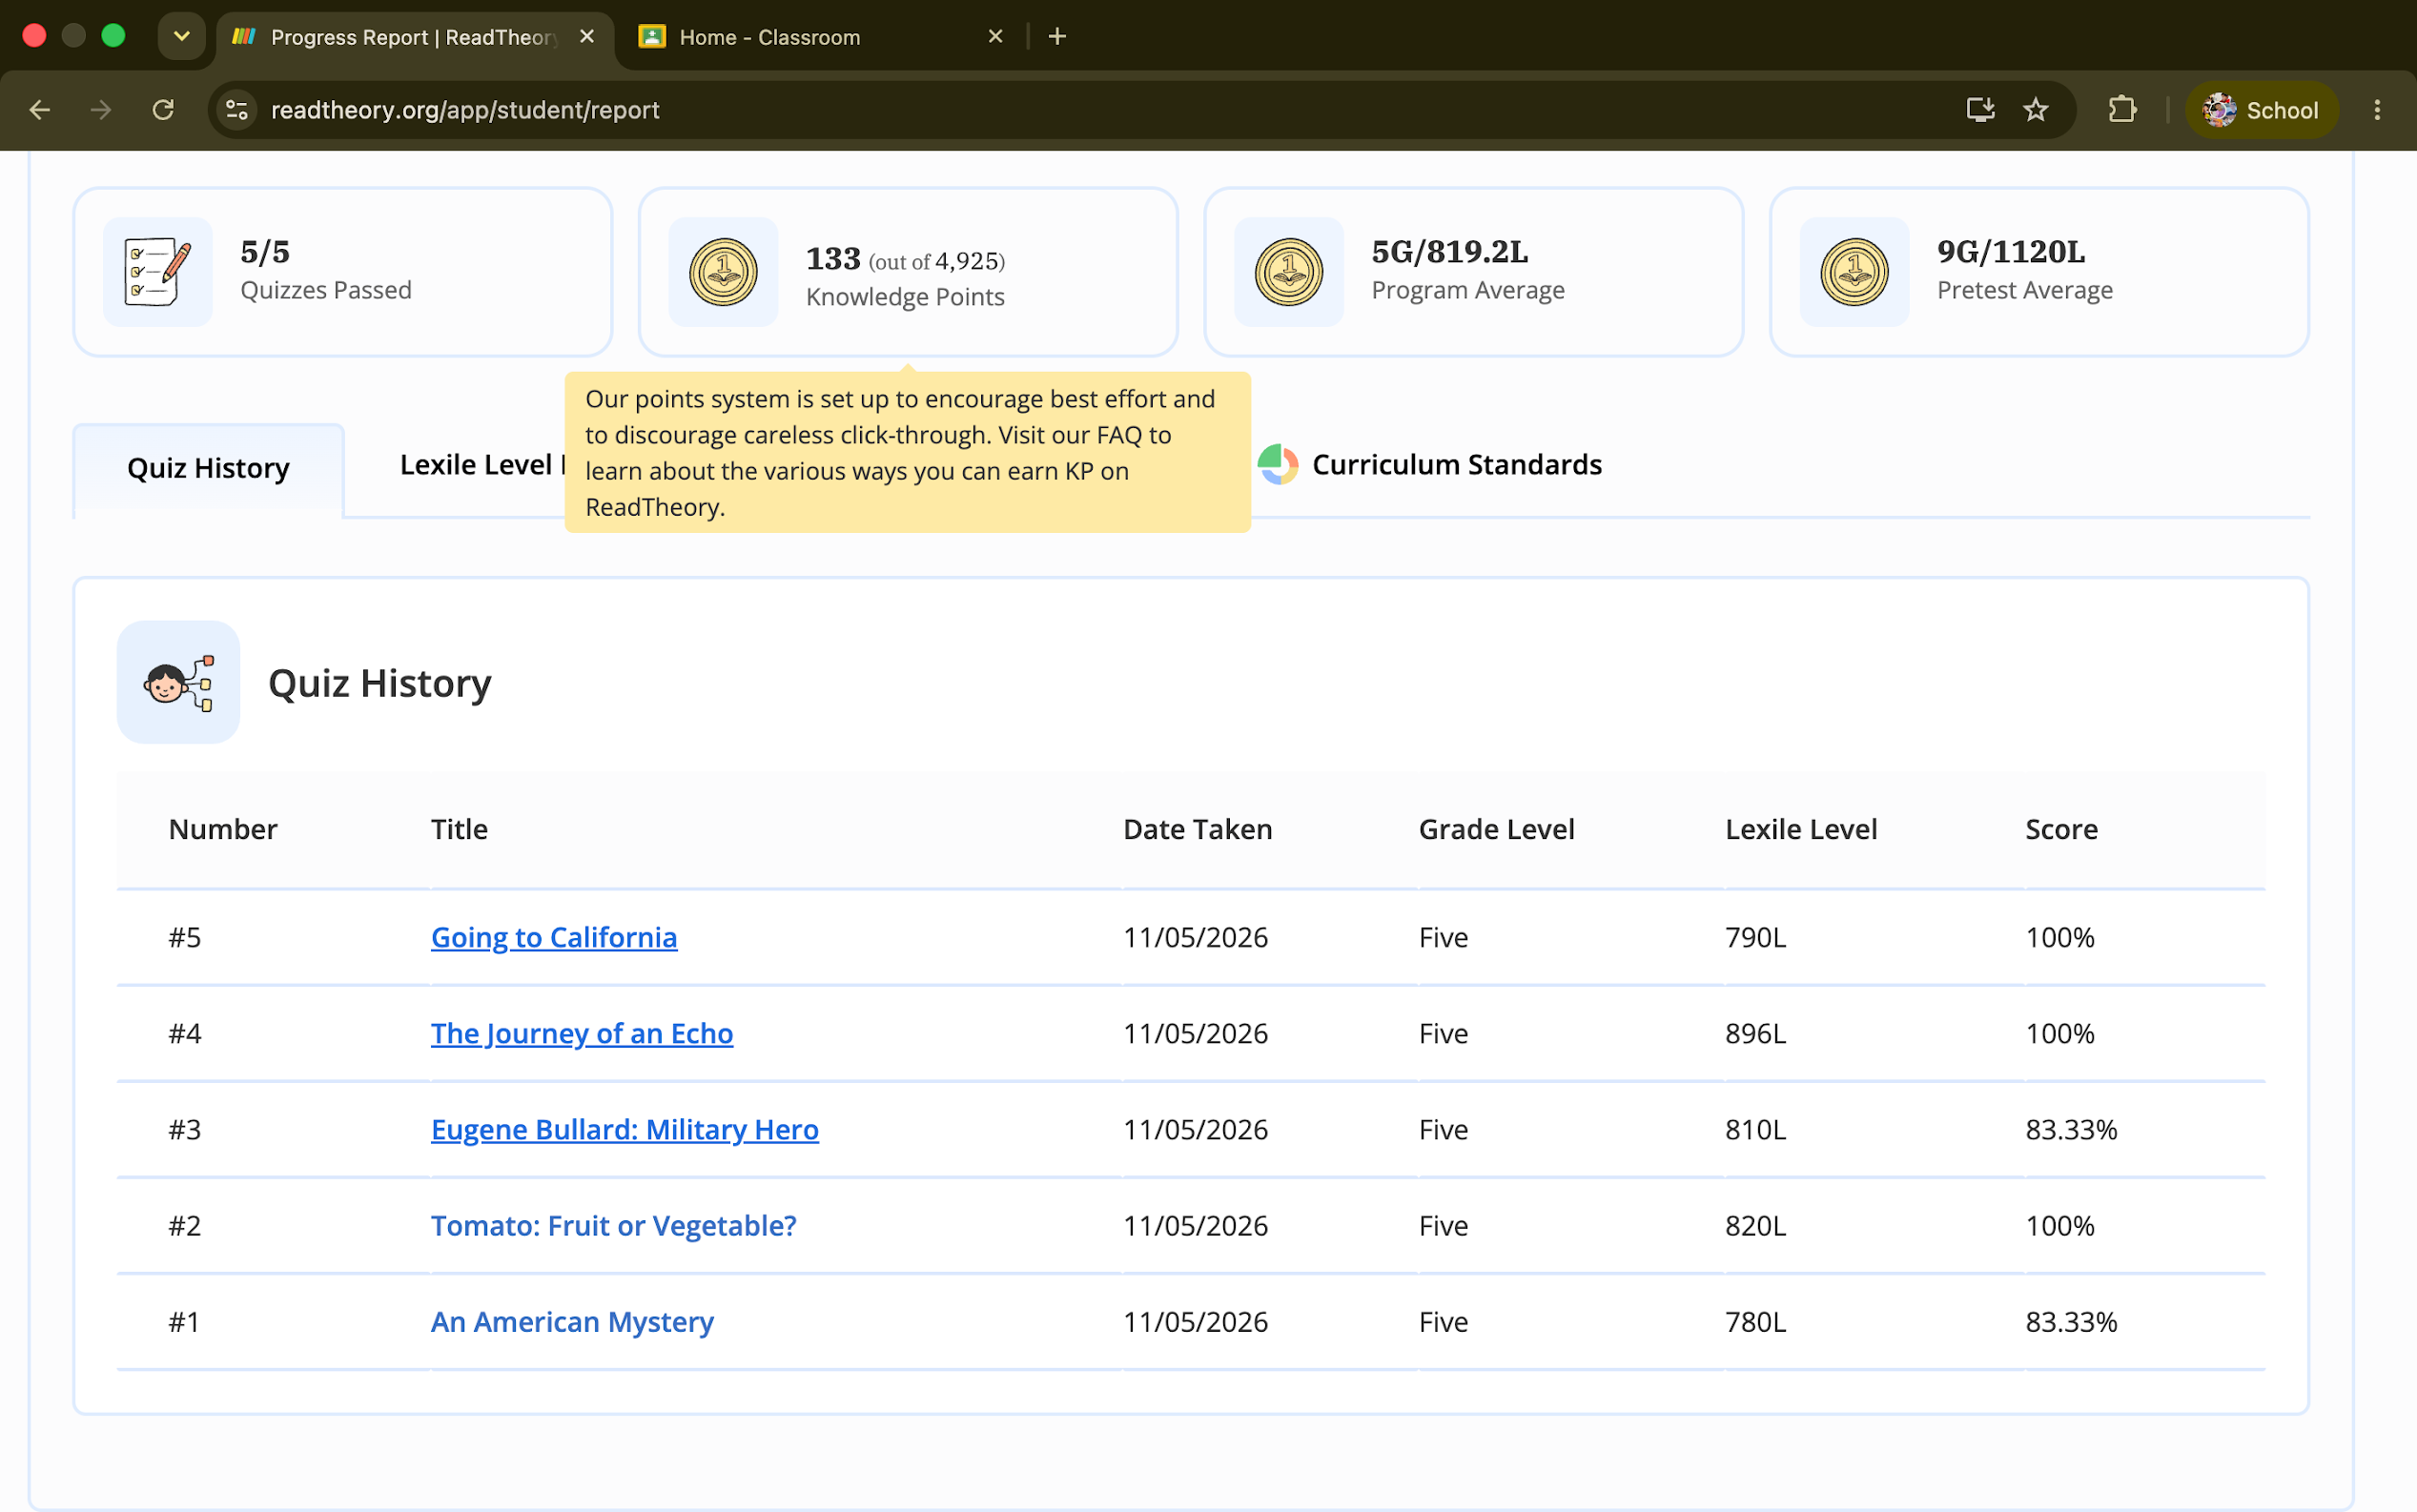 Progress Report | ReadTheory
Home - Classroom
readtheory.org/app/student/report
School
5/5
Quizzes Passed
133 (out of 4,925)
Knowledge Points
5G/819.2L
Program Average
9G/1120L
Pretest Average
Our points system is set up to encourage best effort and
to discourage careless click-through. Visit our FAQ to
learn about the various ways you can earn KP on
ReadTheory.
Quiz History
Lexile Level
Curriculum Standards
Quiz History
Number Title Date Taken Grade Level Lexile Level Score
#5 Going to California 11/05/2026 Five 790L 100%
#4 The Journey of an Echo 11/05/2026 Five 896L 100%
#3 Eugene Bullard: Military Hero 11/05/2026 Five 810L 83.33%
#2 Tomato: Fruit or Vegetable? 11/05/2026 Five 820L 100%
#1 An American Mystery 11/05/2026 Five 780L 83.33%